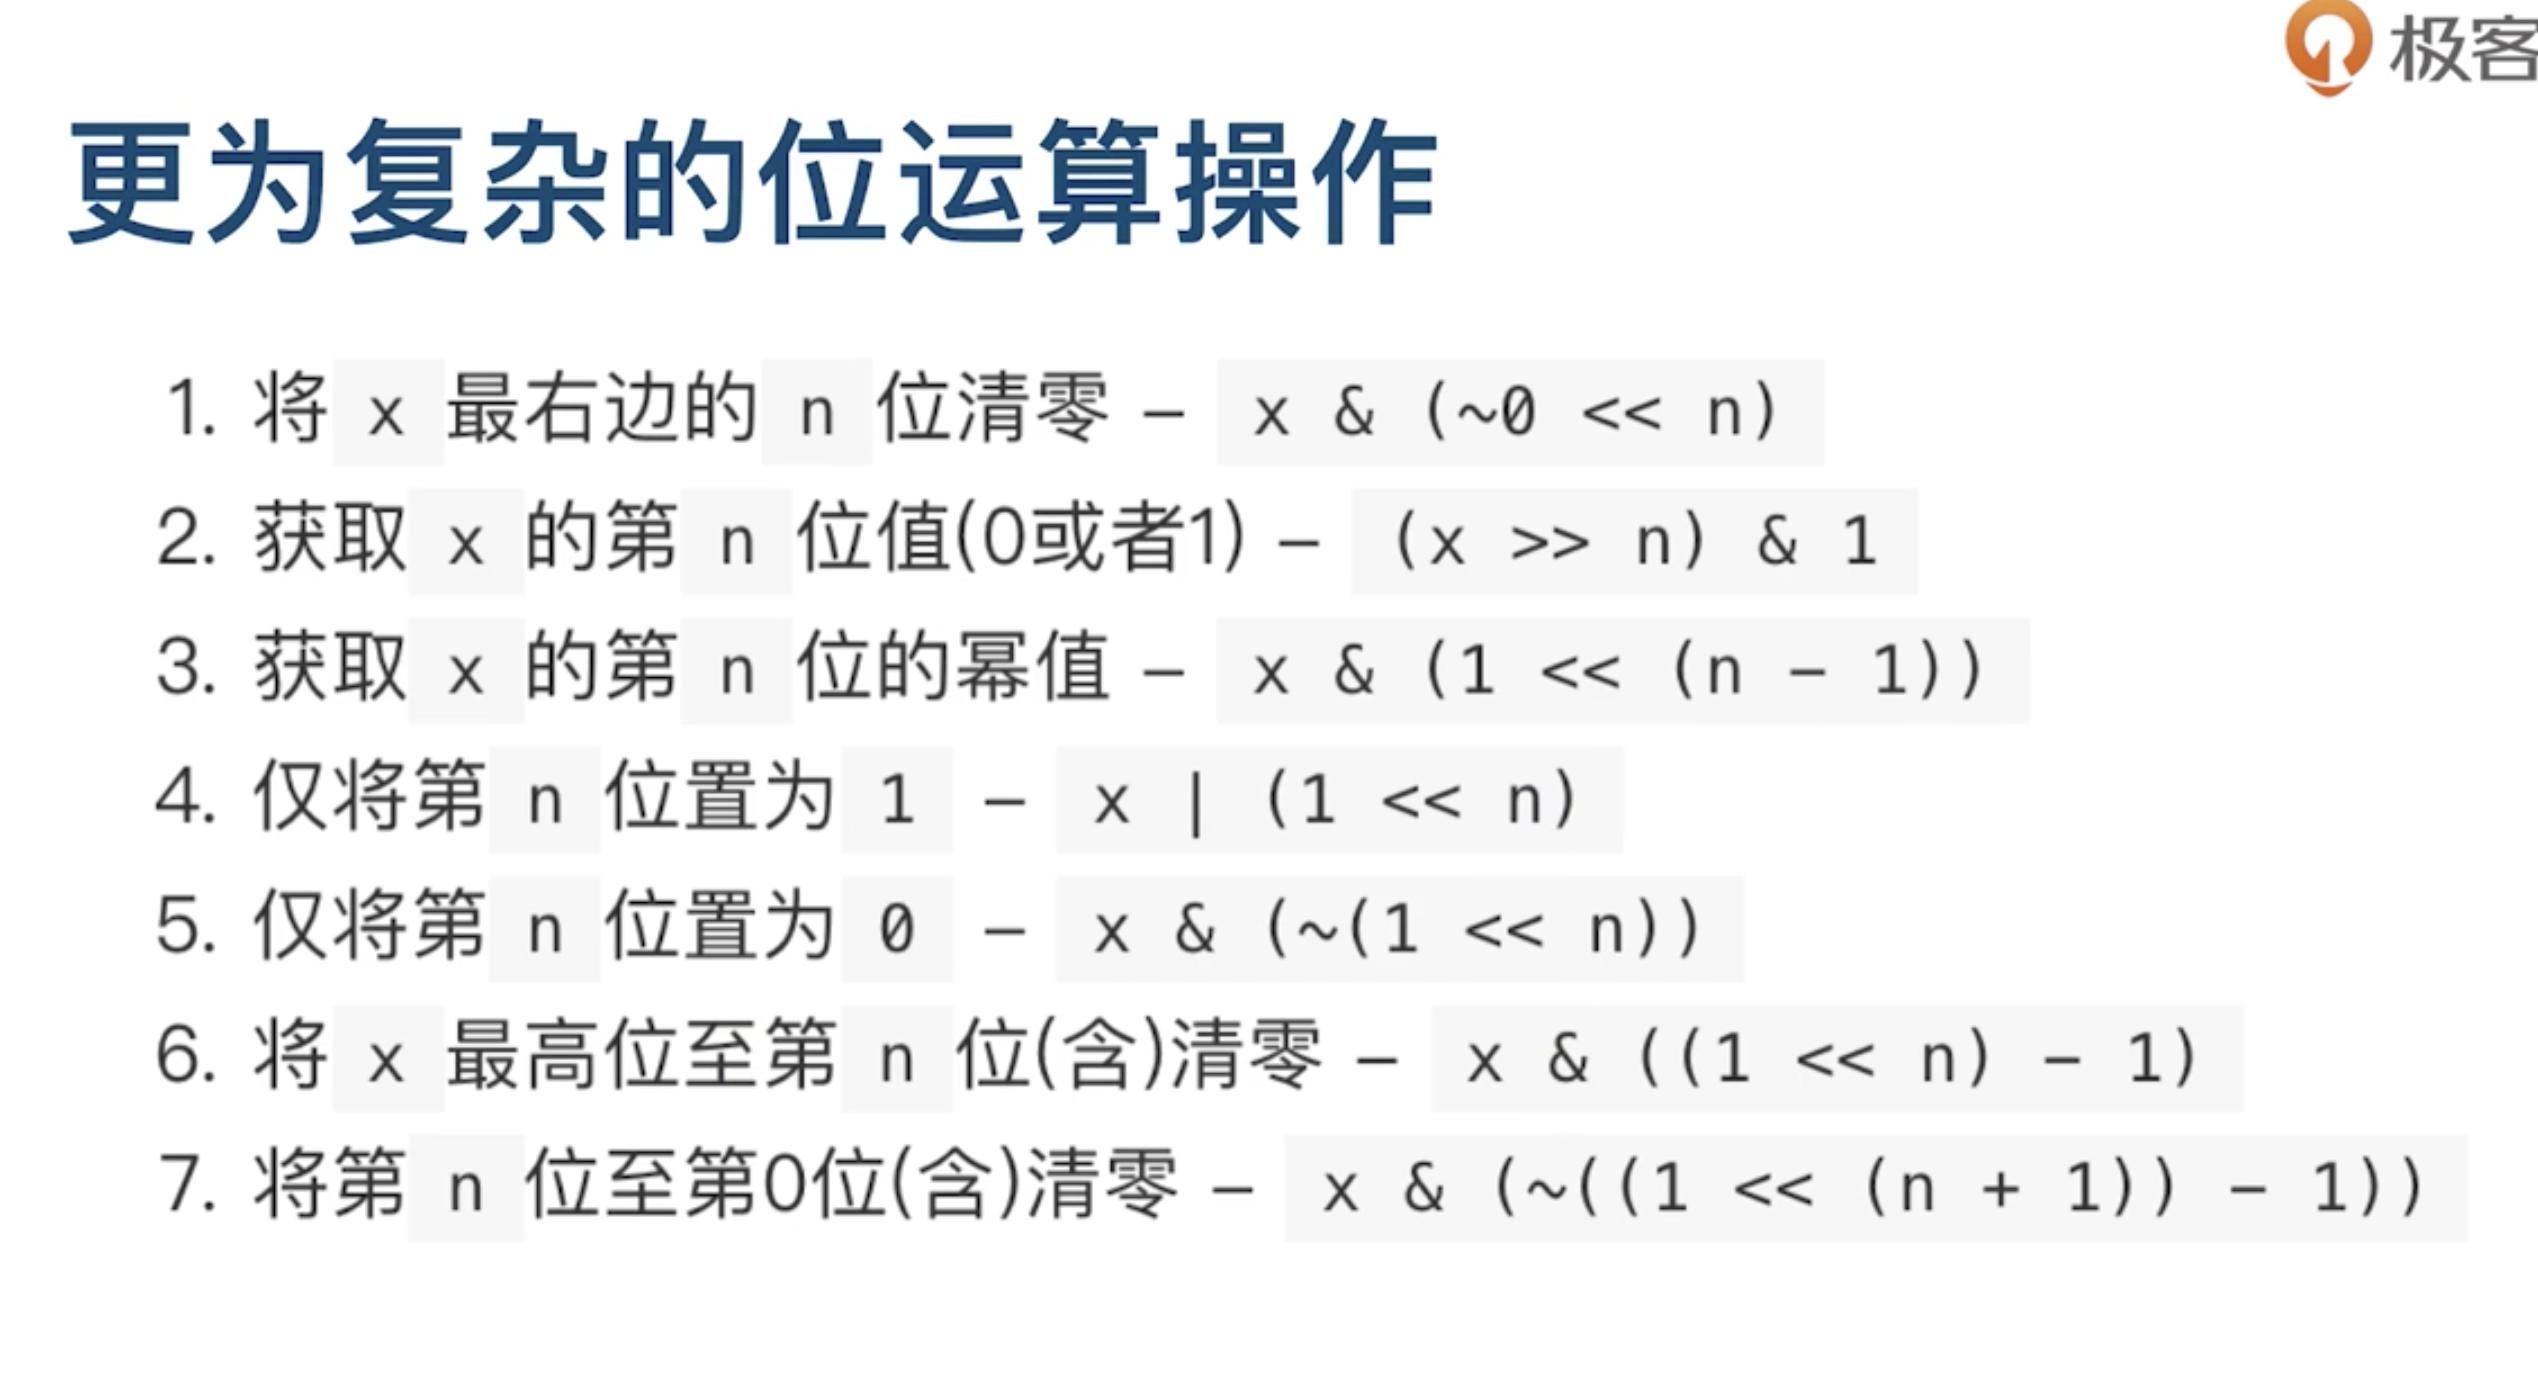 极客
更为复杂的位运算操作
1. 将 x 最右边的 n 位清零 – x & (~0 << n)
2. 获取 x 的第 n 位值(0或者1) – (x >> n) & 1
3. 获取 x 的第 n 位的幂值 – x & (1 << (n – 1))
4. 仅将第 n 位置为 1 – x | (1 << n)
5. 仅将第 n 位置为 0 – x & (~(1 << n))
6. 将 x 最高位至第 n 位(含)清零 – x & ((1 << n) – 1)
7. 将第 n 位至第0位(含)清零 – x & (~((1 << (n + 1)) – 1))